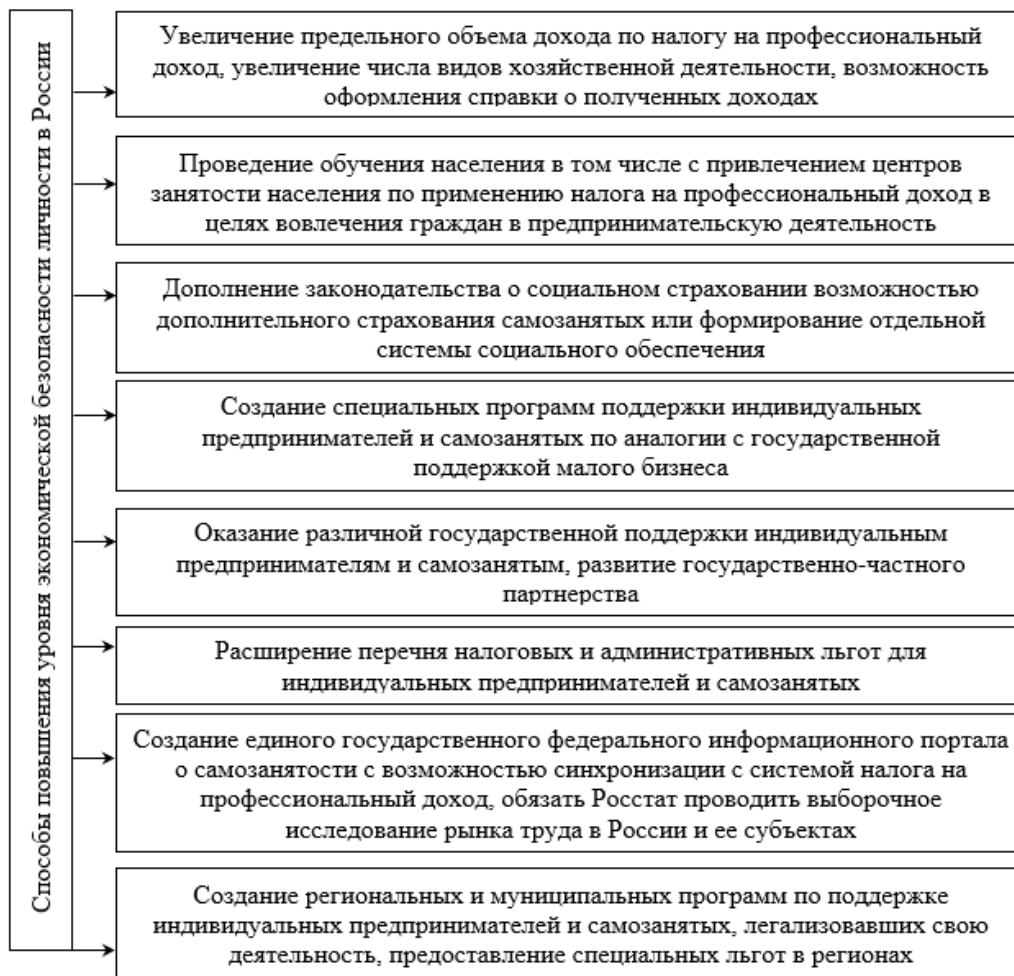 Способы повышения уровня экономической безопасности личности в России
Увеличение предельного объема дохода по налогу на профессиональный
доход, увеличение числа видов хозяйственной деятельности, возможность
оформления справки о полученных доходах
Проведение обучения населения в том числе с привлечением центров
занятости населения по применению налога на профессиональный доход в
целях вовлечения граждан в предпринимательскую деятельность
Дополнение законодательства о социальном страховании возможностью
дополнительного страхования самозанятых или формирование отдельной
системы социального обеспечения
Создание специальных программ поддержки индивидуальных
предпринимателей и самозанятых по аналогии с государственной
поддержкой малого бизнеса
Оказание различной государственной поддержки индивидуальным
предпринимателям и самозанятым, развитие государственно-частного
партнерства
Расширение перечня налоговых и административных льгот для
индивидуальных предпринимателей и самозанятых
Создание единого государственного федерального информационного портала
о самозанятости с возможностью синхронизации с системой налога на
профессиональный доход, обязать Росстат проводить выборочное
исследование рынка труда в России и ее субъектах
Создание региональных и муниципальных программ по поддержке
индивидуальных предпринимателей и самозанятых, легализовавших свою
деятельность, предоставление специальных льгот в регионах